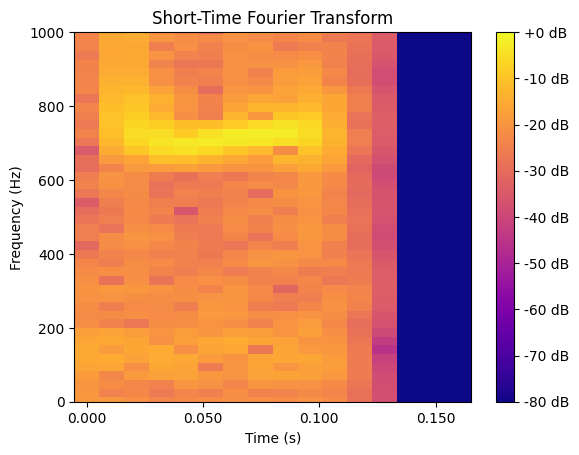 Short-Time Fourier Transform
1000
800
600
400
200
0
Frequency (Hz)
0.000
0.050
0.100
0.150
Time (s)
+0 dB
-10 dB
-20 dB
-30 dB
-40 dB
-50 dB
-60 dB
-70 dB
-80 dB